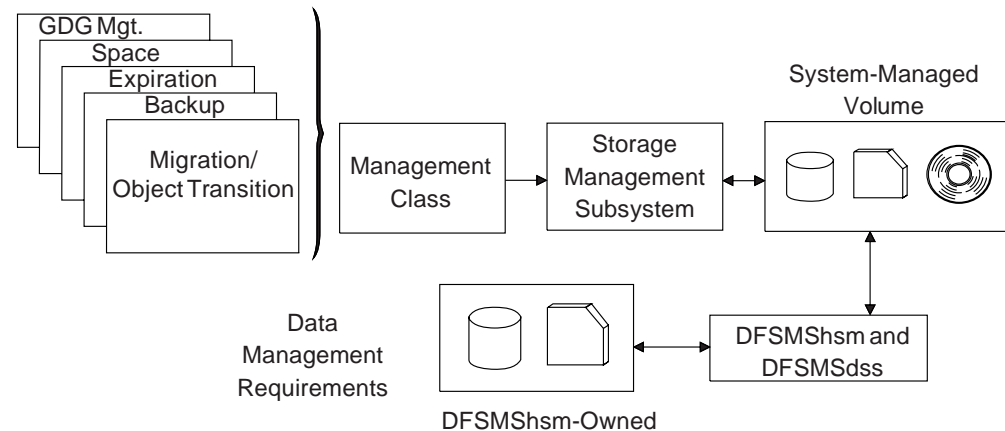 GDG Mgt.
Space
Expiration
Backup
Migration/
Object Transition
Management
Class
Storage
Management
Subsystem
System-Managed
Volume
Data
Management
Requirements
DFSMShsm and
DFSMSdss
DFSMShsm-Owned